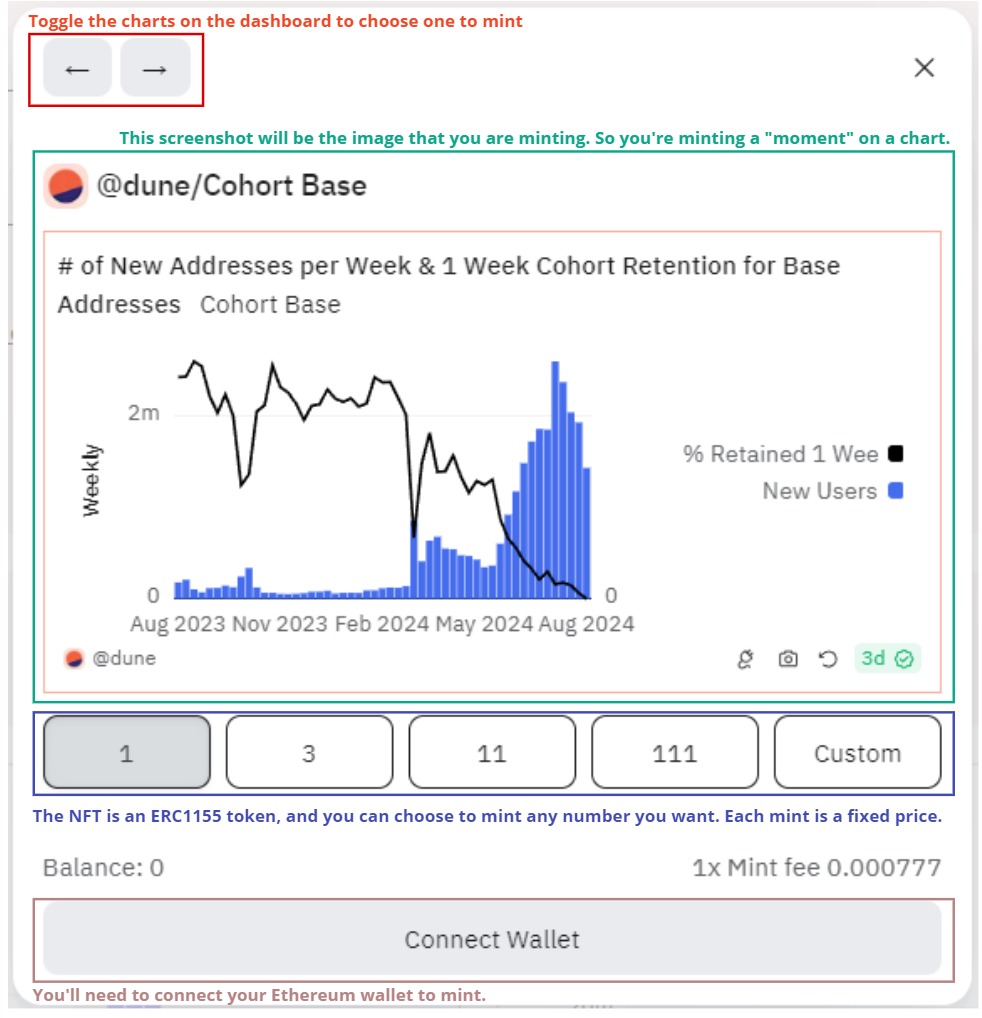 Toggle the charts on the dashboard to choose one to mint
← →
This screenshot will be the image that you are minting. So you're minting a "moment" on a chart.
@dune/Cohort Base
# of New Addresses per Week & 1 Week Cohort Retention for Base
Addresses Cohort Base
2m
Weekly
% Retained 1 Wee
New Users
0
0
Aug 2023 Nov 2023 Feb 2024 May 2024 Aug 2024
@dune
3d
1 3 11 111 Custom
The NFT is an ERC1155 token, and you can choose to mint any number you want. Each mint is a fixed price.
Balance: 0 1x Mint fee 0.000777
Connect Wallet
You'll need to connect your Ethereum wallet to mint.